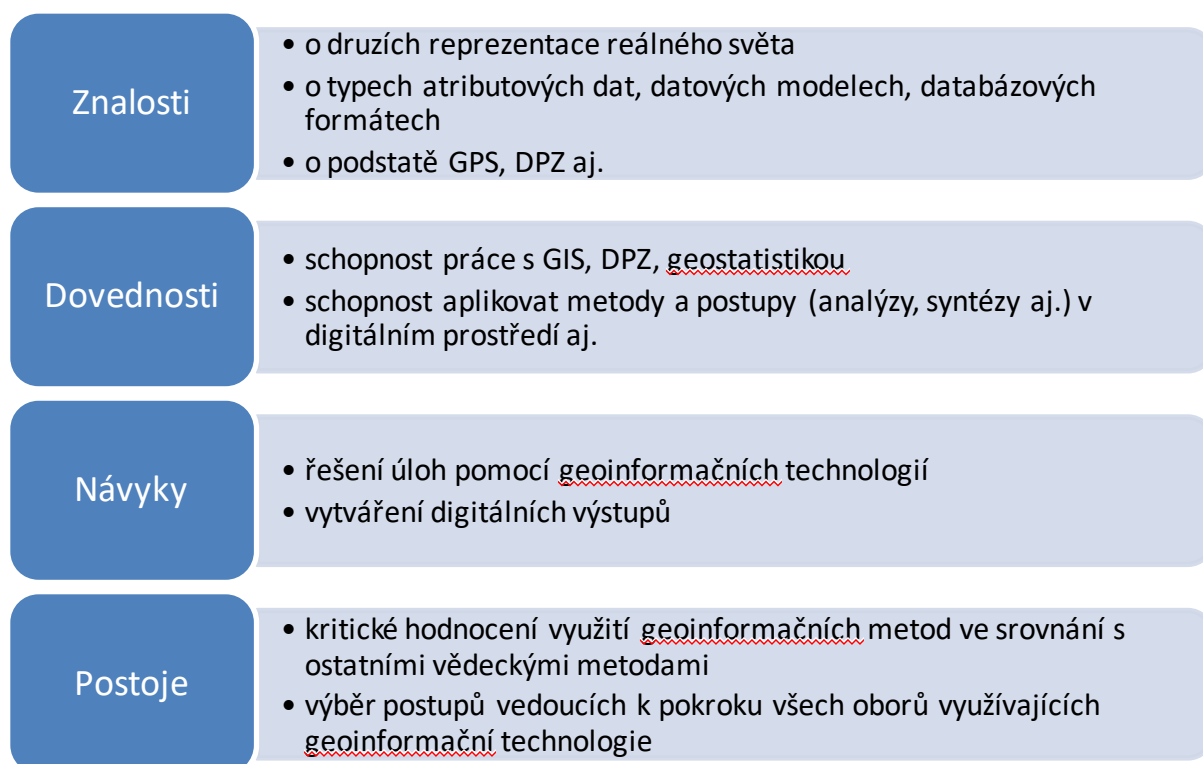 Znalosti
• o druzích reprezentace reálného světa
• o typech atributových dat, datových modelech, databázových
formátech
• o podstatě GPS, DPZ aj.
Dovednosti
• schopnost práce s GIS, DPZ, geostatistikou
• schopnost aplikovat metody a postupy (analýzy, syntézy aj.) v
digitálním prostředí aj.
Návyky
• řešení úloh pomocí geoinformačních technologií
• vytváření digitálních výstupů
Postoje
• kritické hodnocení využití geoinformačních metod ve srovnání s
ostatními vědeckými metodami
• výběr postupů vedoucích k pokroku všech oborů využívajících
geoinformační technologie